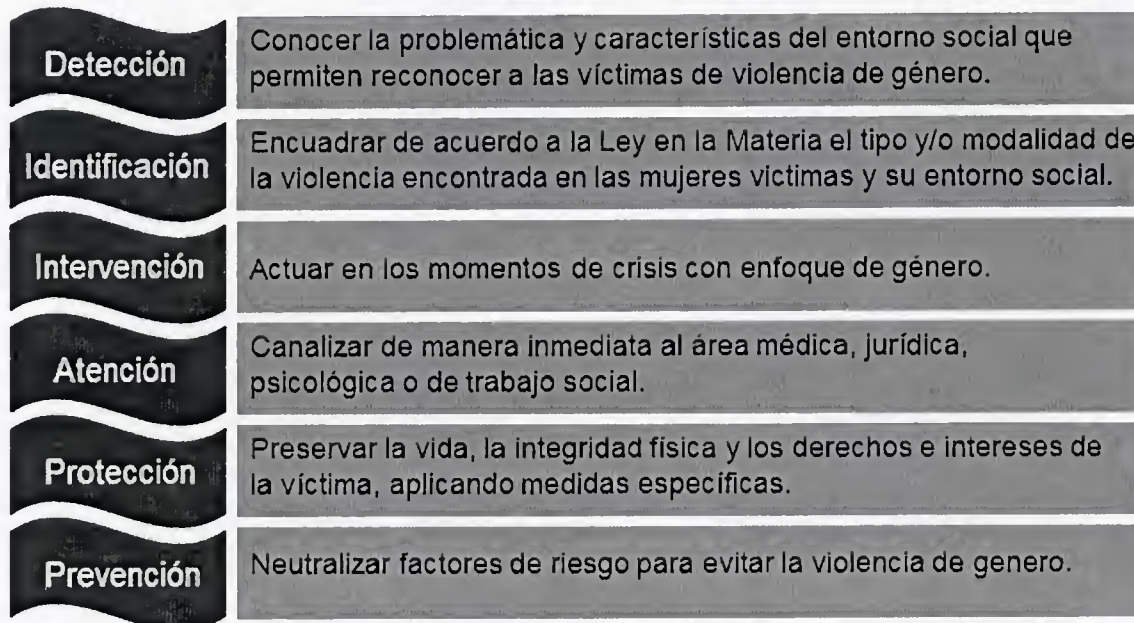 Detección
Conocer la problemática y características del entorno social que
permiten reconocer a las víctimas de violencia de género.
Identificación
Encuadrar de acuerdo a la Ley en la Materia el tipo y/o modalidad de
la violencia encontrada en las mujeres victimas y su entorno social.
Intervención
Actuar en los momentos de crisis con enfoque de género.
Atención
Canalizar de manera inmediata al área médica, jurídica,
psicológica o de trabajo social.
Protección
Preservar la vida, la integridad física y los derechos e intereses de
la víctima, aplicando medidas específicas.
Prevención
Neutralizar factores de riesgo para evitar la violencia de genero.